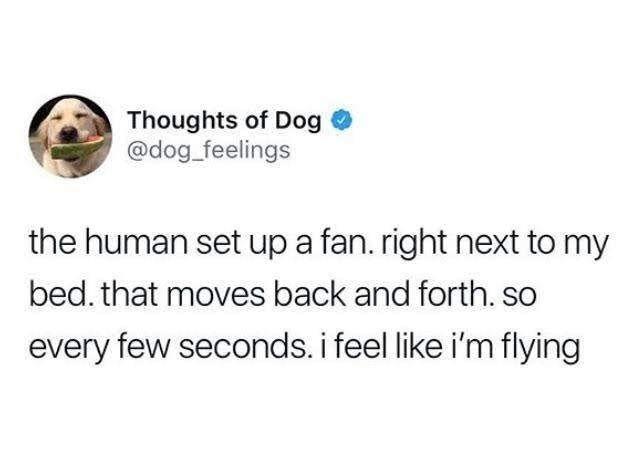 Thoughts of Dog
@dog_feelings
the human set up a fan. right next to my
bed. that moves back and forth. so
every few seconds. i feel like i'm flying